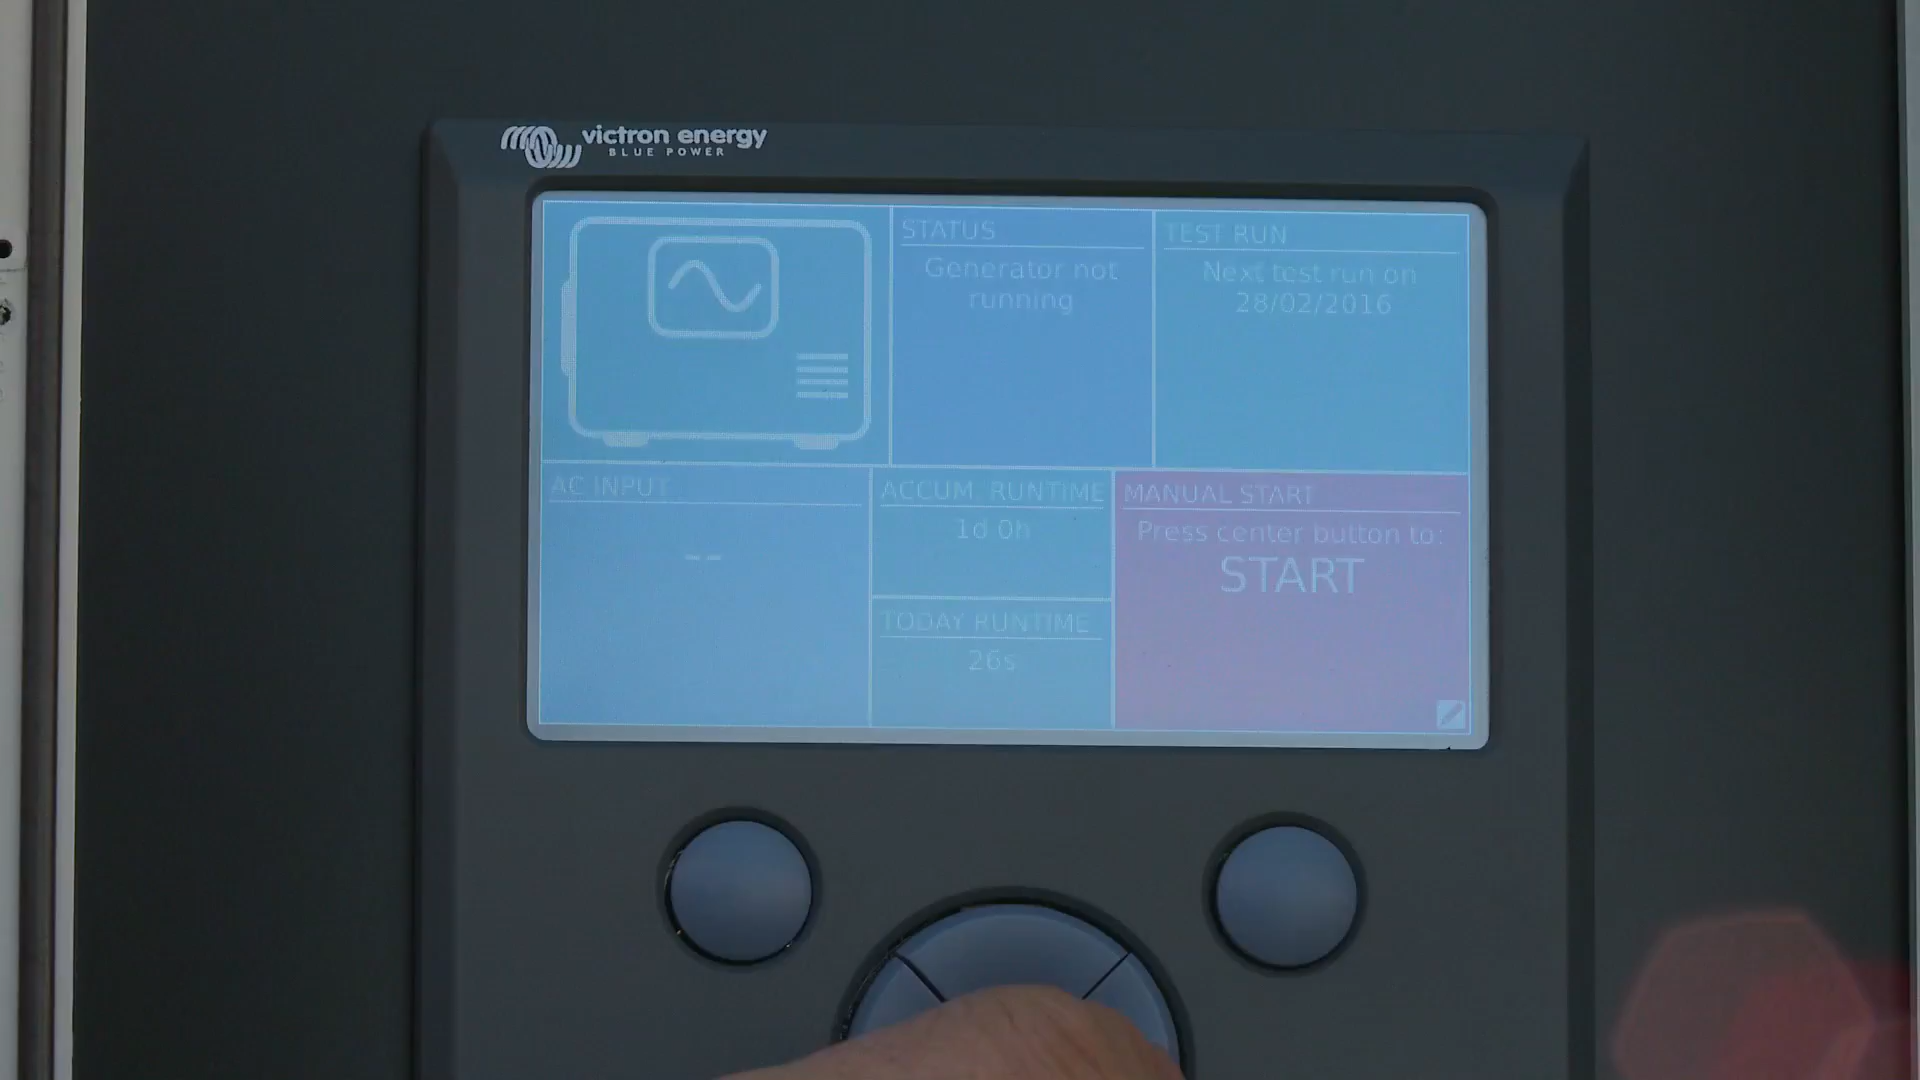 victron energy
BLUE POWER
STATUS
Generator not
running
TEST RUN
Next test run on
28/02/2016
AC INPUT
--
ACCUM. RUNTIME
1d 0h
TODAY RUNTIME
26s
MANUAL START
Press center button to:
START